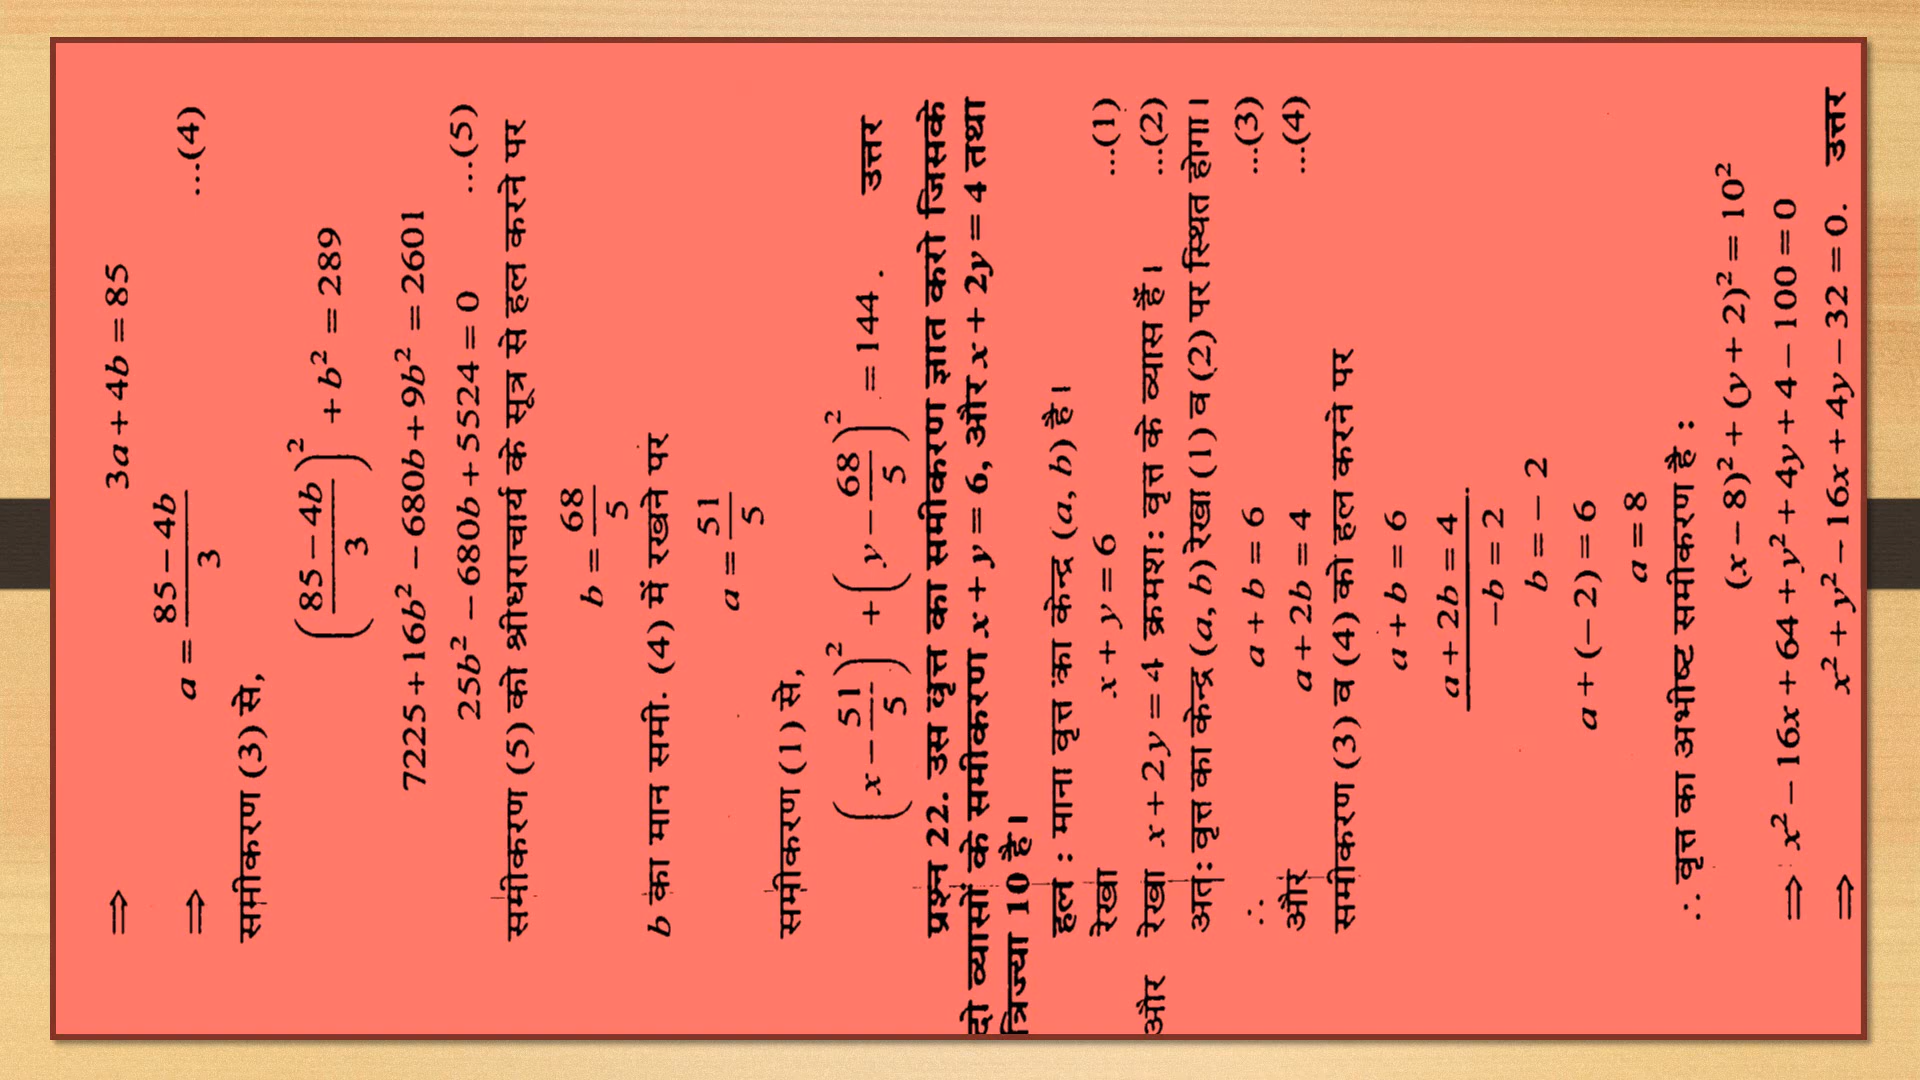 ⇒ 3a + 4b = 85
⇒ a = (85 − 4b)/3 ...(4)
समीकरण (3) से,
((85 − 4b)/3)² + b² = 289
7225 + 16b² − 680b + 9b² = 2601
25b² − 680b + 5524 = 0 ...(5)
समीकरण (5) को श्रीधराचार्य के सूत्र से हल करने पर
b = 68/5
b का मान समी. (4) में रखने पर
a = 51/5
समीकरण (1) से,
(x − 51/5)² + (y − 68/5)² = 144 . उत्तर
प्रश्न 22. उस वृत्त का समीकरण ज्ञात करो जिसके
दो व्यासों के समीकरण x + y = 6, और x + 2y = 4 तथा
त्रिज्या 10 है।
हल : माना वृत्त का केन्द्र (a, b) है।
रेखा x + y = 6 ...(1)
और रेखा x + 2y = 4 क्रमश: वृत्त के व्यास हैं। ...(2)
अत: वृत्त का केन्द्र (a, b) रेखा (1) व (2) पर स्थित होगा।
∴ a + b = 6 ...(3)
और a + 2b = 4 ...(4)
समीकरण (3) व (4) को हल करने पर
a + b = 6
a + 2b = 4
−b = 2
b = − 2
a + (− 2) = 6
a = 8
∴ वृत्त का अभीष्ट समीकरण है :
(x − 8)² + (y + 2)² = 10²
⇒ x² − 16x + 64 + y² + 4y + 4 − 100 = 0
⇒ x² + y² − 16x + 4y − 32 = 0. उत्तर